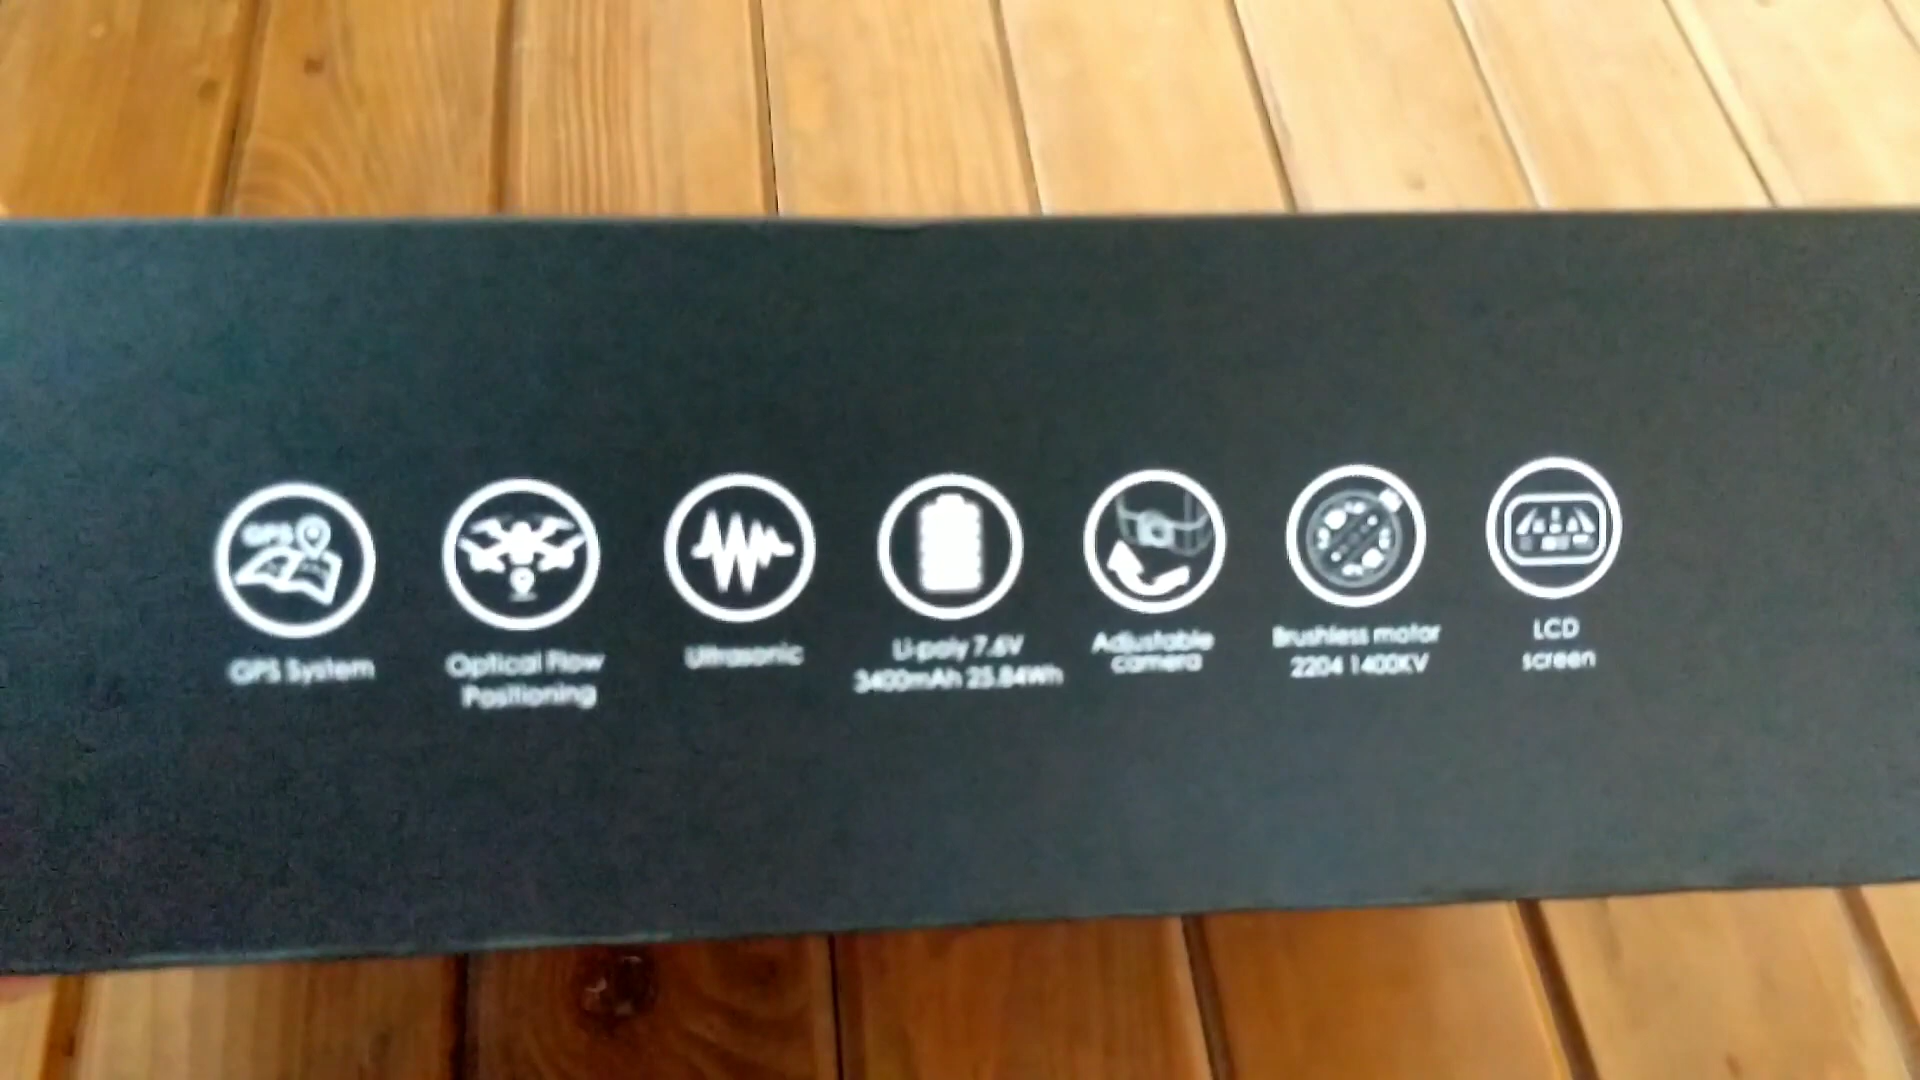 GPS
GPS System
Optical Flow
Positioning
Ultrasonic
Li-poly 7.6V
3400mAh 25.84Wh
Adjustable
camera
Brushless motor
2204 1400KV
LCD
screen